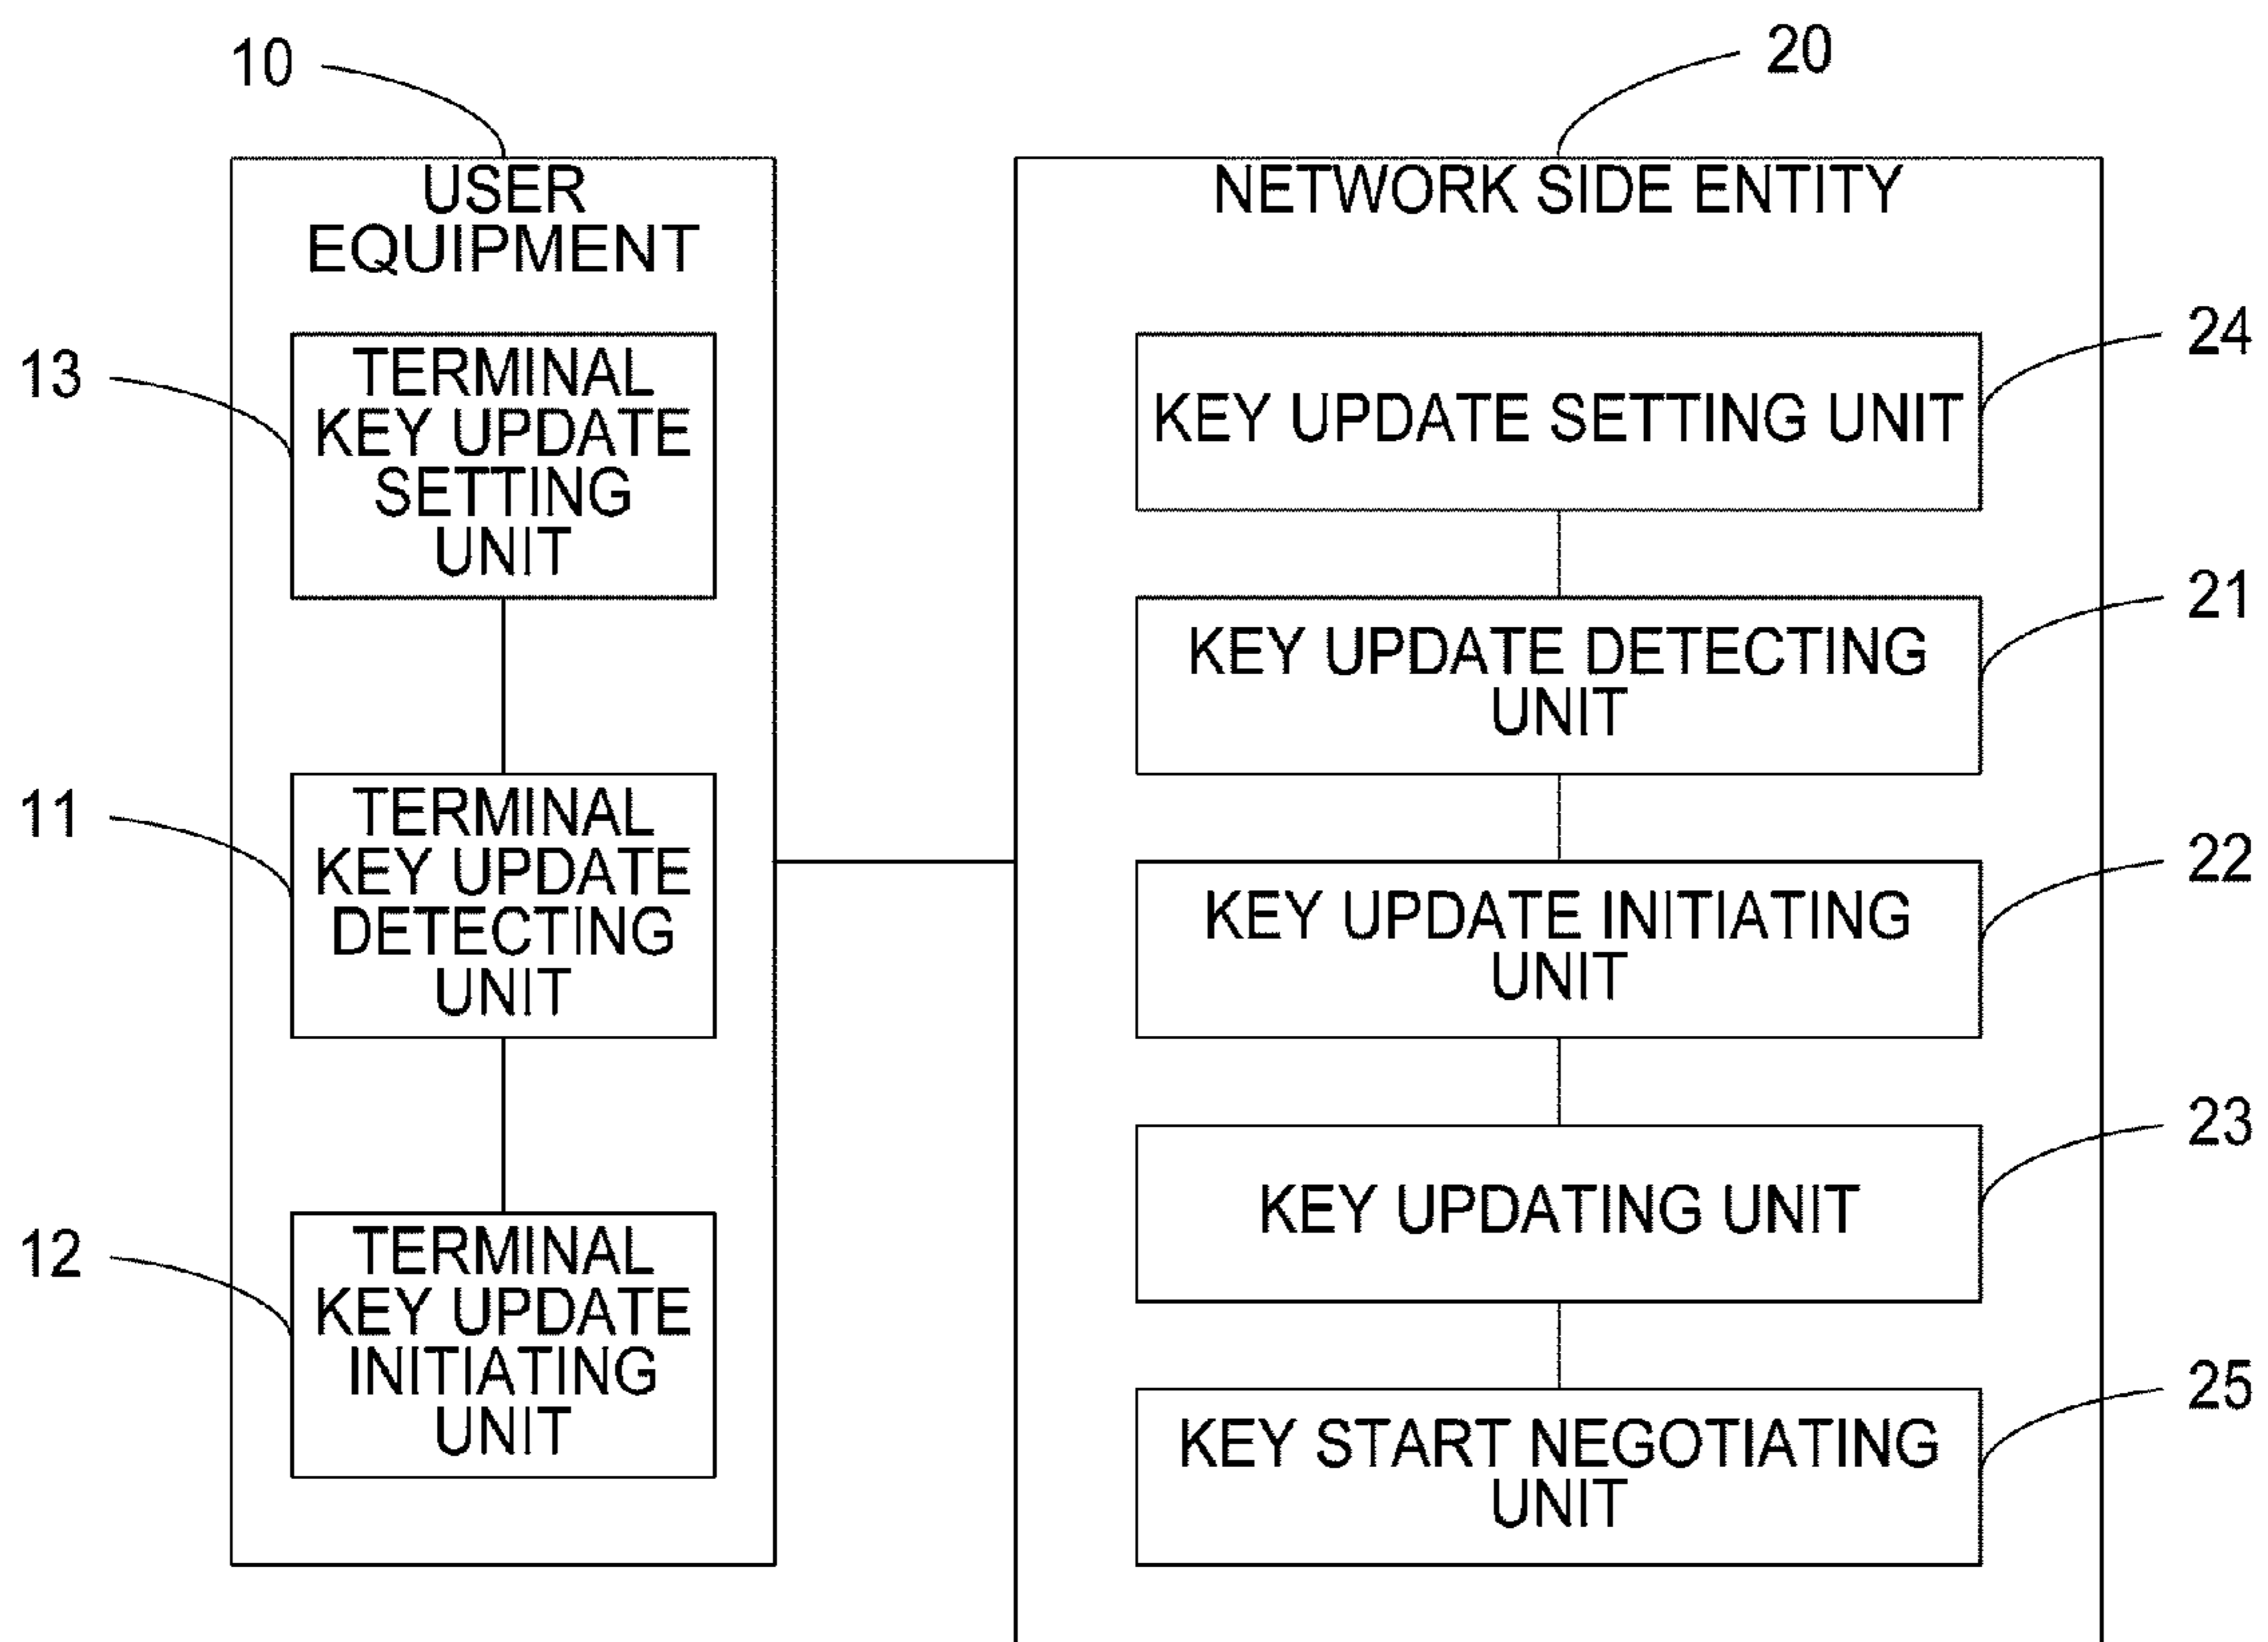 10
USER
EQUIPMENT
13
TERMINAL
KEY UPDATE
SETTING
UNIT
11
TERMINAL
KEY UPDATE
DETECTING
UNIT
12
TERMINAL
KEY UPDATE
INITIATING
UNIT
20
NETWORK SIDE ENTITY
24
KEY UPDATE SETTING UNIT
21
KEY UPDATE DETECTING
UNIT
22
KEY UPDATE INITIATING
UNIT
23
KEY UPDATING UNIT
25
KEY START NEGOTIATING
UNIT